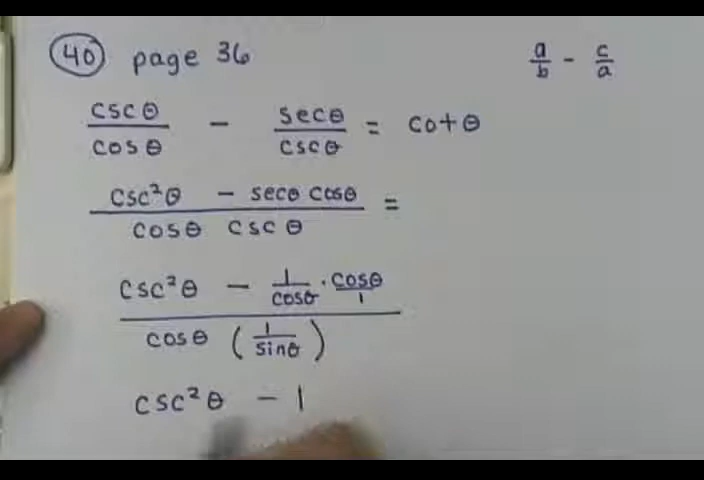 40 page 36
a/b - c/a
cscθ/cosθ - secθ/cscθ = cotθ
csc²θ - secθ cosθ / cosθ cscθ =
csc²θ - 1/cosθ · cosθ/1 / cosθ (1/sinθ)
csc²θ - 1